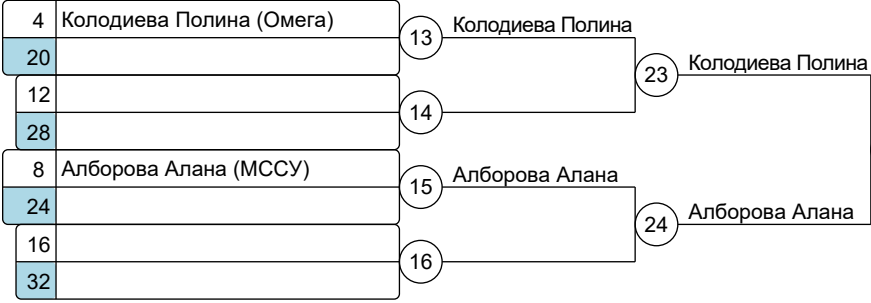 4 Колодиева Полина (Омега)
20
13 Колодиева Полина
12
28
14
23 Колодиева Полина
8 Алборова Алана (МССУ)
24
15 Алборова Алана
16
32
16
24 Алборова Алана